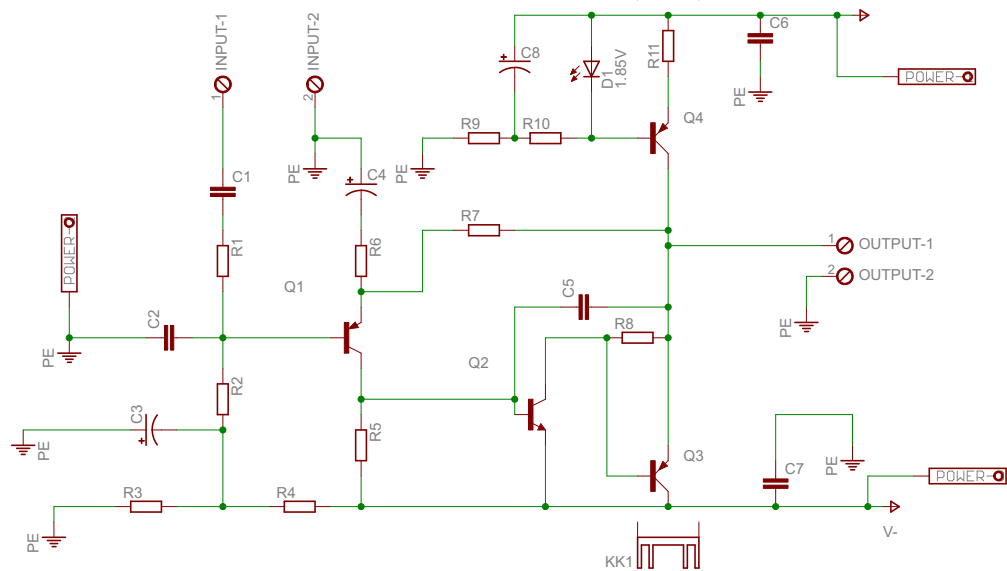 INPUT-1
1
INPUT-2
2
PE
C1
R1
POWER
PE
C2
Q1
C4
R6
R2
C3
PE
R3
PE
R4
R5
C8
D1
1.85V
R11
C6
PE
POWER
R9
R10
PE
Q4
R7
1
OUTPUT-1
2
OUTPUT-2
PE
C5
R8
Q2
Q3
C7
PE
POWER
V-
KK1